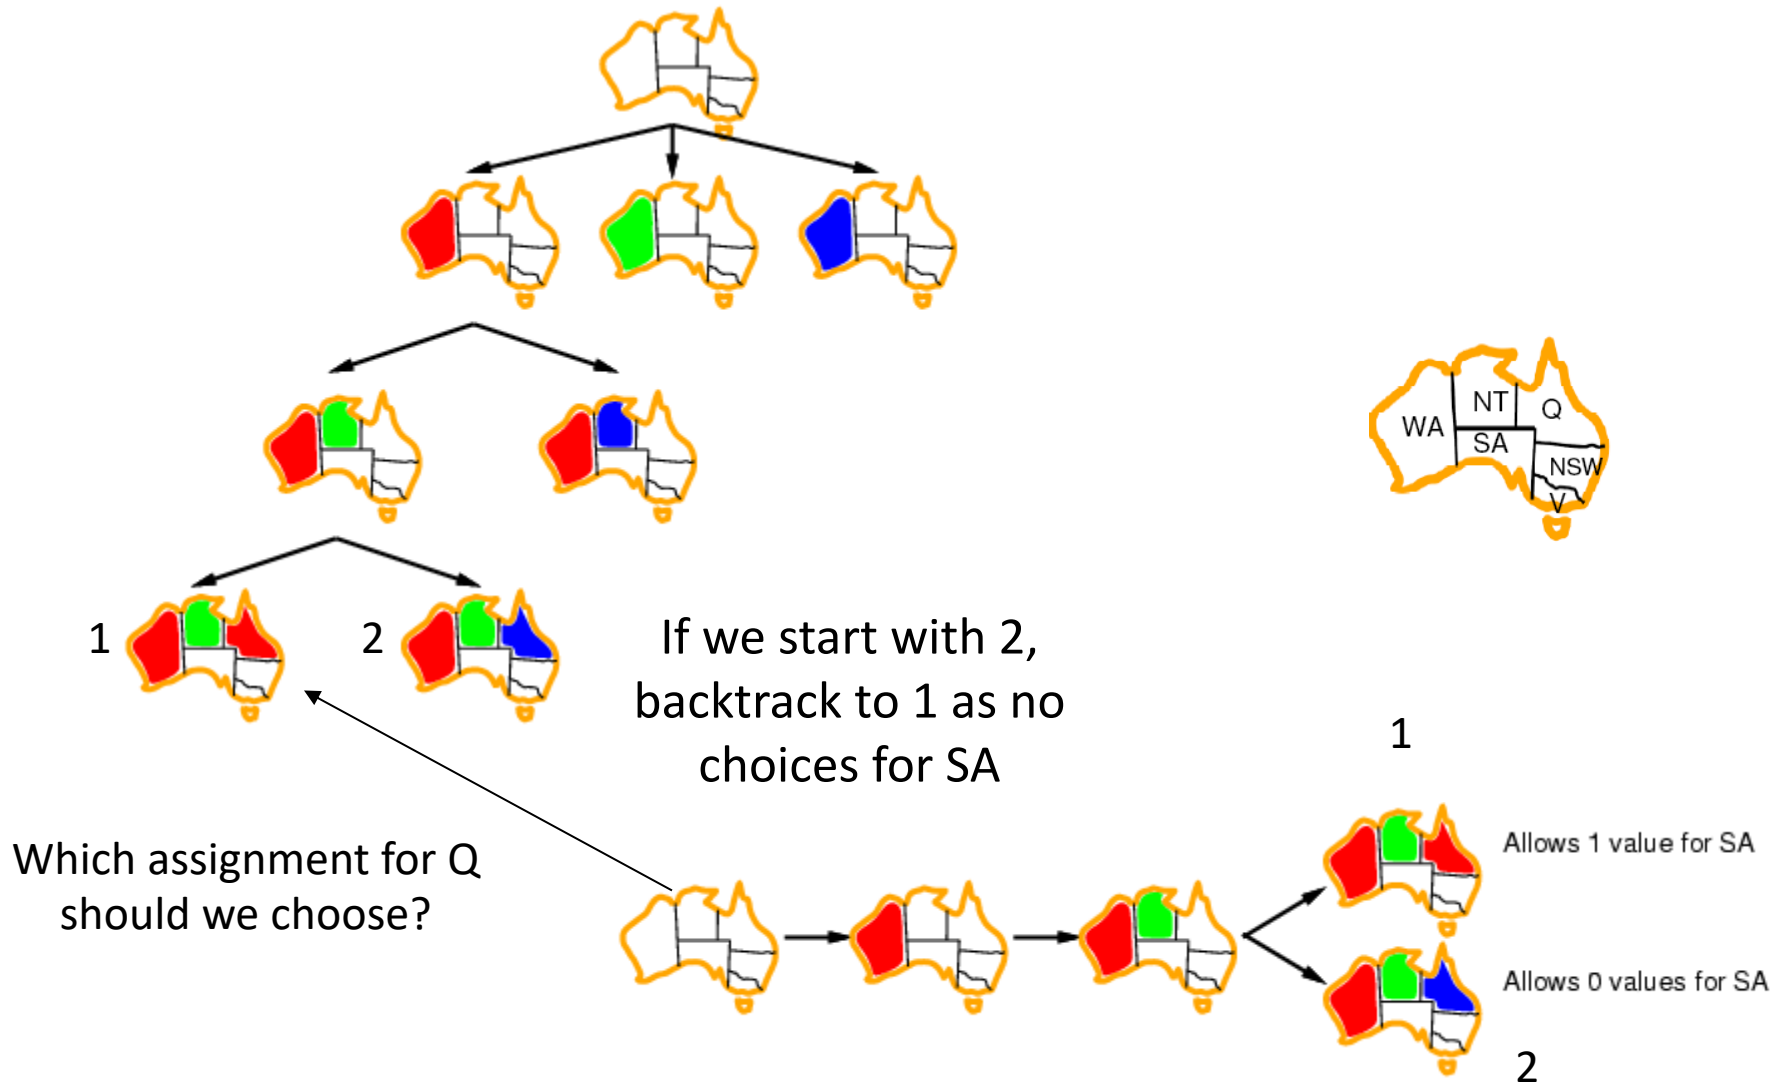 NT
Q
WA
SA
NSW
V
1
2
If we start with 2,
backtrack to 1 as no
choices for SA
1
Which assignment for Q
should we choose?
Allows 1 value for SA
Allows 0 values for SA
2